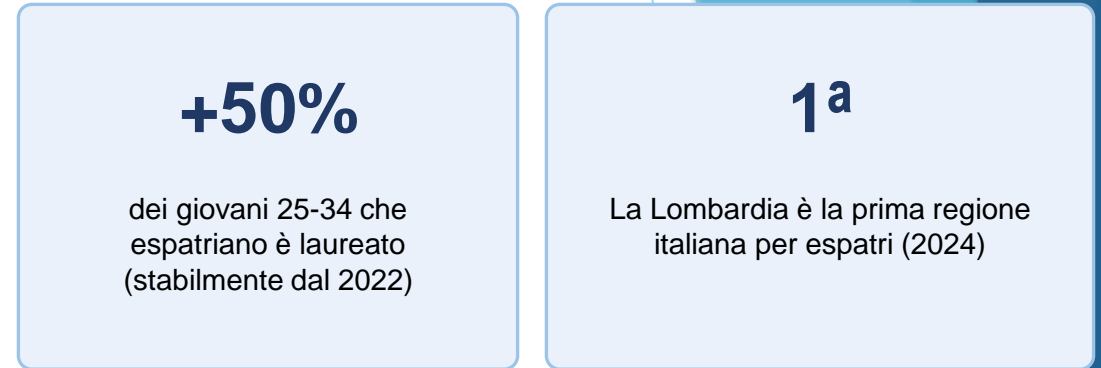 +50%
dei giovani 25-34 che
espatriano è laureato
(stabilmente dal 2022)
1ª
La Lombardia è la prima regione
italiana per espatri (2024)